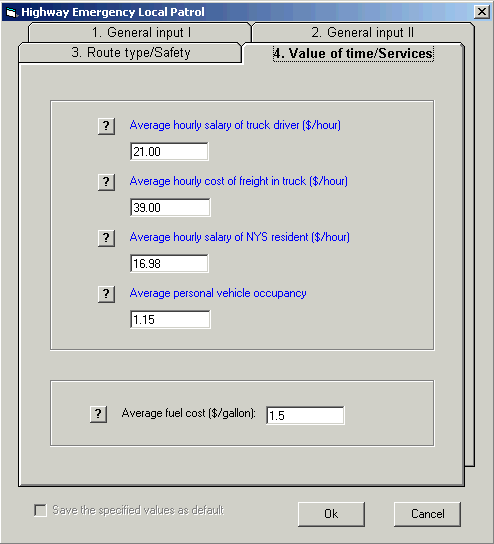 Highway Emergency Local Patrol
1. General input I
2. General input II
3. Route type/Safety
4. Value of time/Services
? Average hourly salary of truck driver ($/hour)
21.00
? Average hourly cost of freight in truck ($/hour)
39.00
? Average hourly salary of NYS resident ($/hour)
16.98
? Average personal vehicle occupancy
1.15
? Average fuel cost ($/gallon): 1.5
Save the specified values as default
Ok
Cancel